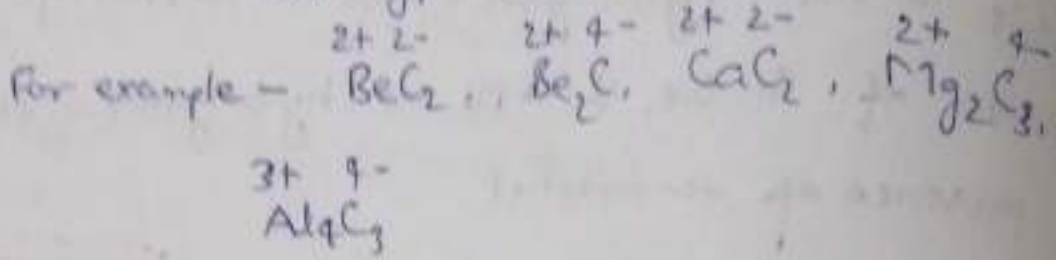 2+ 2- 2+ 4- 2+ 2- 2+ 4-
For example - BeC2, Be2C, CaC2, Mg2C3,
3+ 4-
Al4C3